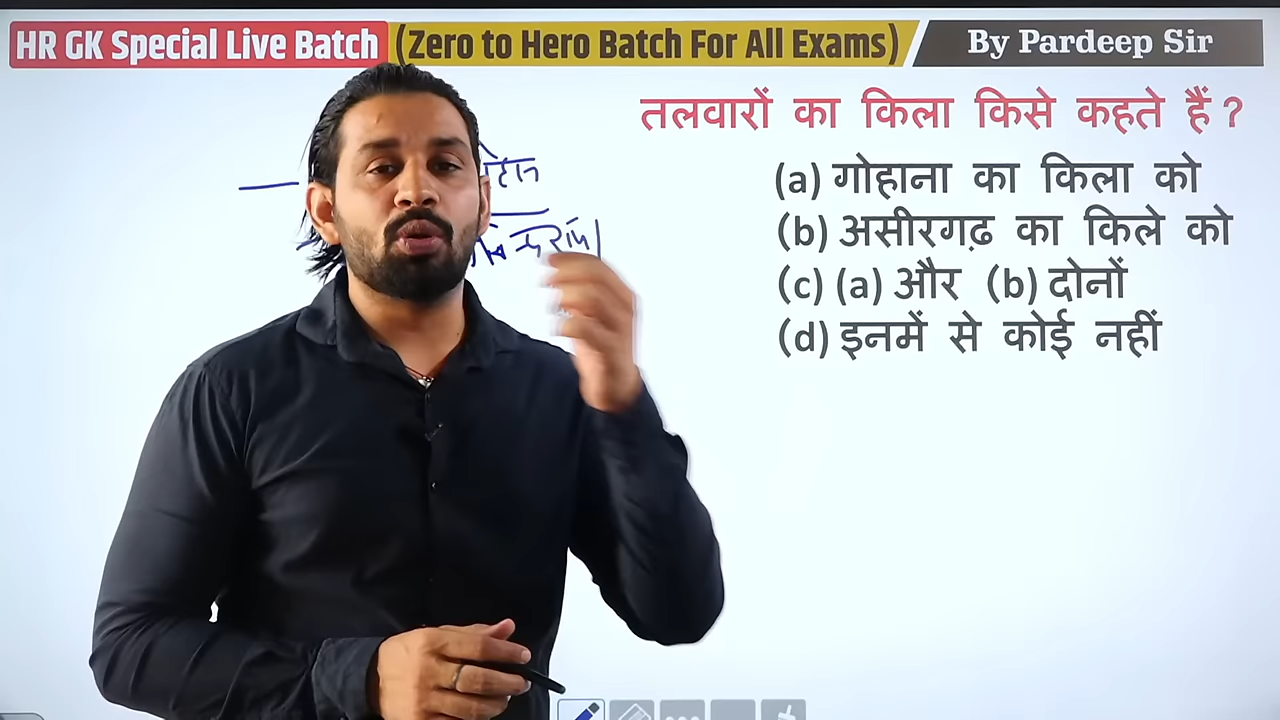 HR GK Special Live Batch (Zero to Hero Batch For All Exams) By Pardeep Sir
तलवारों का किला किसे कहते हैं ?
(a) गोहाना का किला को
(b) असीरगढ़ का किले को
(c) (a) और (b) दोनों
(d) इनमें से कोई नहीं